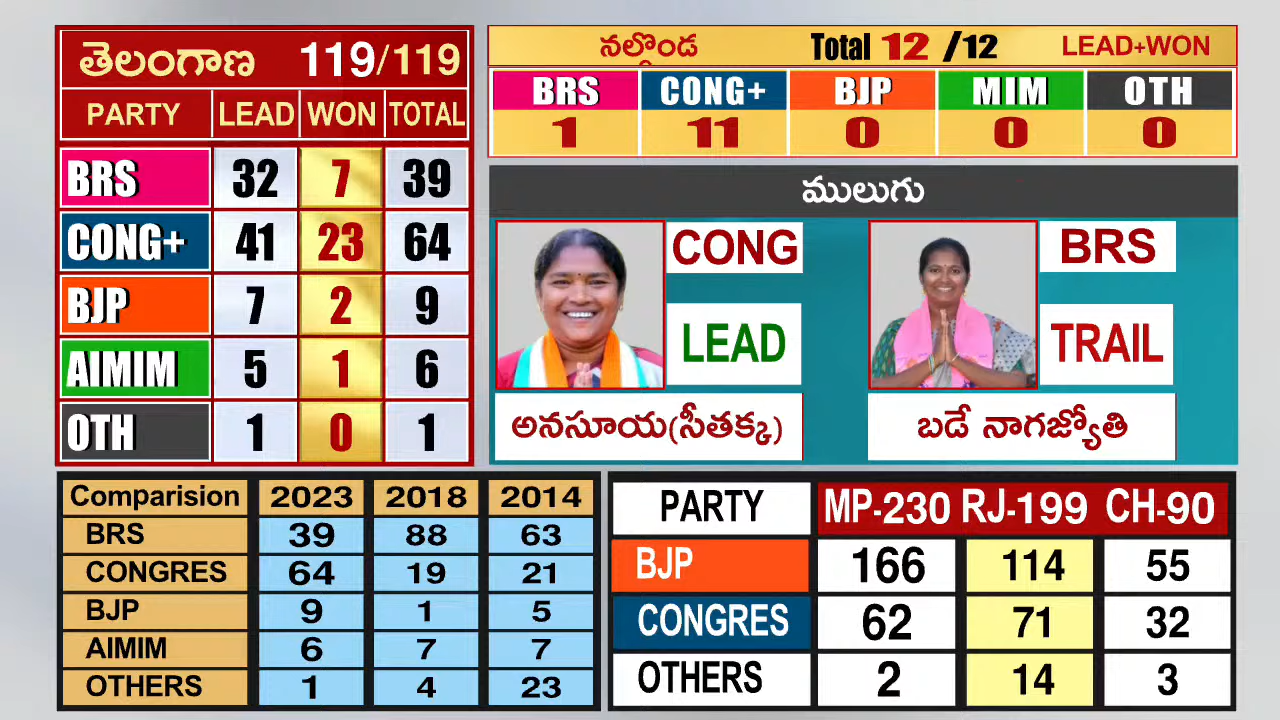 తెలంగాణ 119/119
PARTY LEAD WON TOTAL
BRS 32 7 39
CONG+ 41 23 64
BJP 7 2 9
AIMIM 5 1 6
OTH 1 0 1
నల్గొండ Total 12 /12 LEAD+WON
BRS CONG+ BJP MIM OTH
1 11 0 0 0
ములుగు
CONG BRS
LEAD TRAIL
అనసూయ(సీతక్క) బడే నాగజ్యోతి
Comparision 2023 2018 2014
BRS 39 88 63
CONGRES 64 19 21
BJP 9 1 5
AIMIM 6 7 7
OTHERS 1 4 23
PARTY MP-230 RJ-199 CH-90
BJP 166 114 55
CONGRES 62 71 32
OTHERS 2 14 3